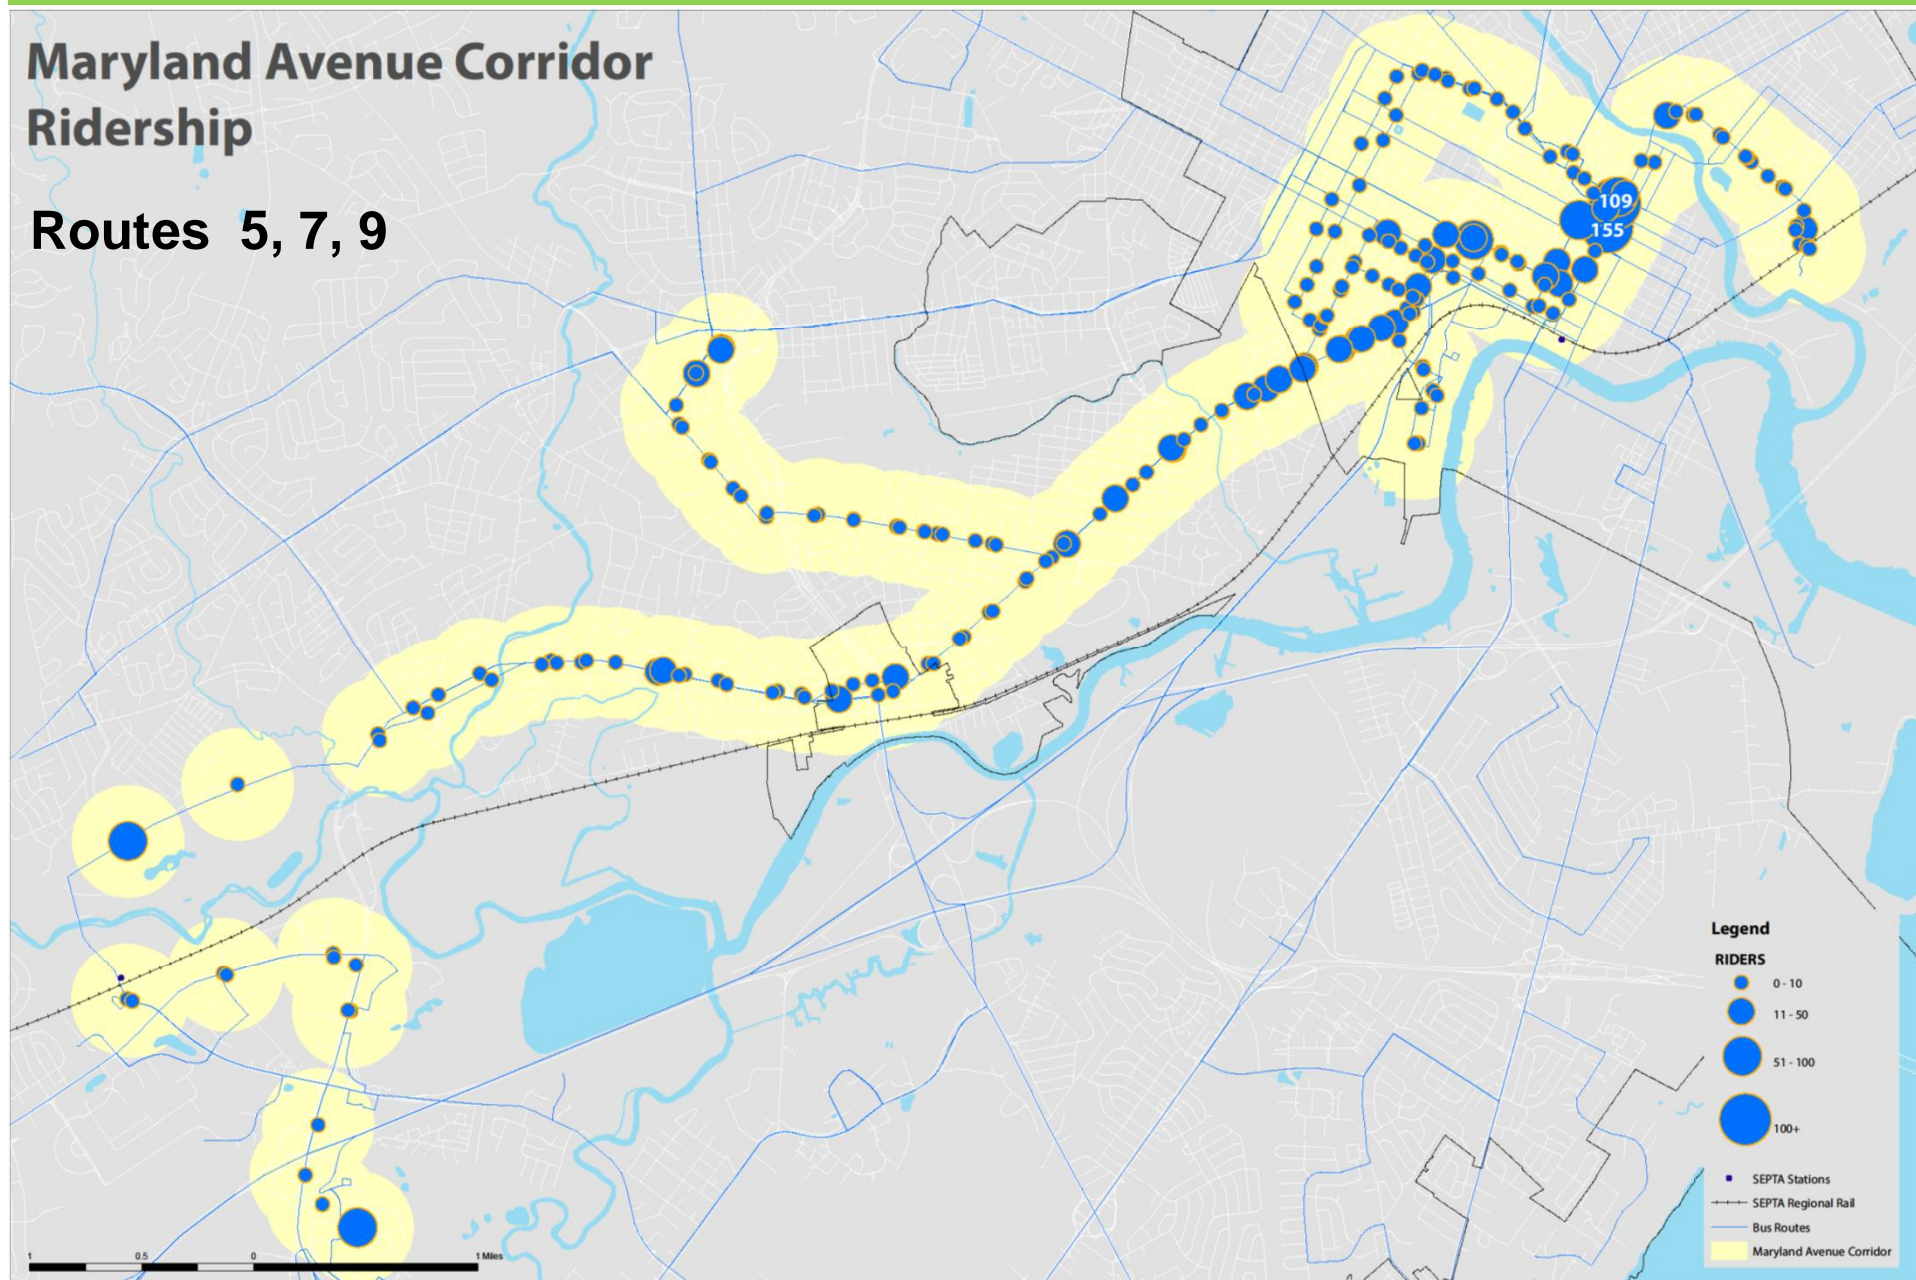 Maryland Avenue Corridor
Ridership
Routes 5, 7, 9
109
155
Legend
RIDERS
0 - 10
11 - 50
51 - 100
100+
SEPTA Stations
SEPTA Regional Rail
Bus Routes
Maryland Avenue Corridor
1 0.5 0 1 Miles